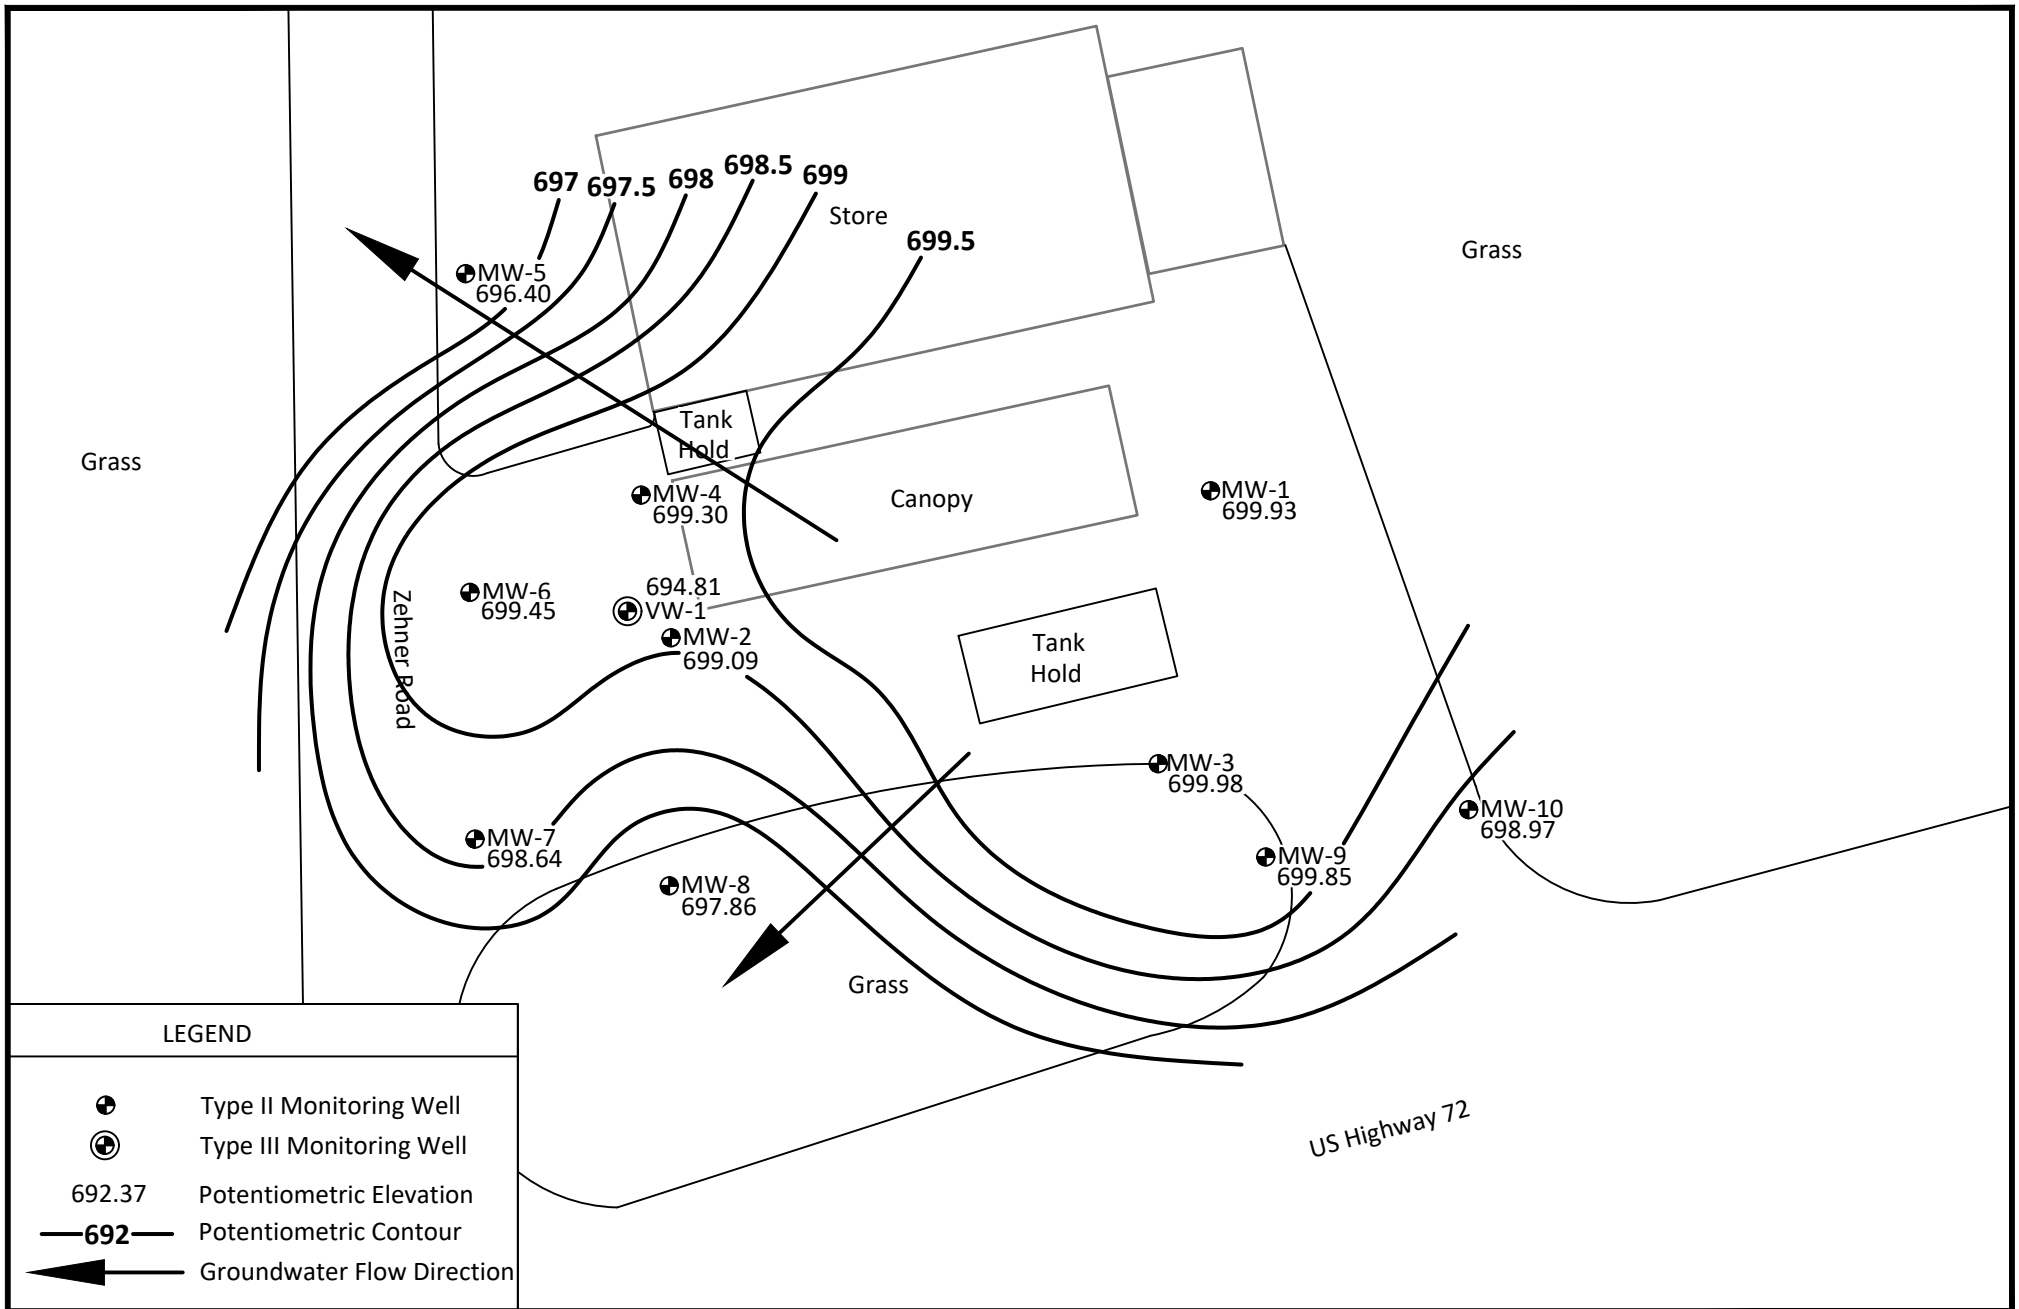 697 697.5 698 698.5 699
Store
699.5
Grass
MW-5
696.40
Tank
Hold
Grass
MW-4
699.30
Canopy
MW-1
699.93
MW-6
699.45
694.81
VW-1
MW-2
699.09
Zehner Road
Tank
Hold
MW-3
699.98
MW-10
698.97
MW-7
698.64
MW-9
699.85
MW-8
697.86
Grass
US Highway 72
LEGEND
Type II Monitoring Well
Type III Monitoring Well
692.37 Potentiometric Elevation
692 Potentiometric Contour
Groundwater Flow Direction